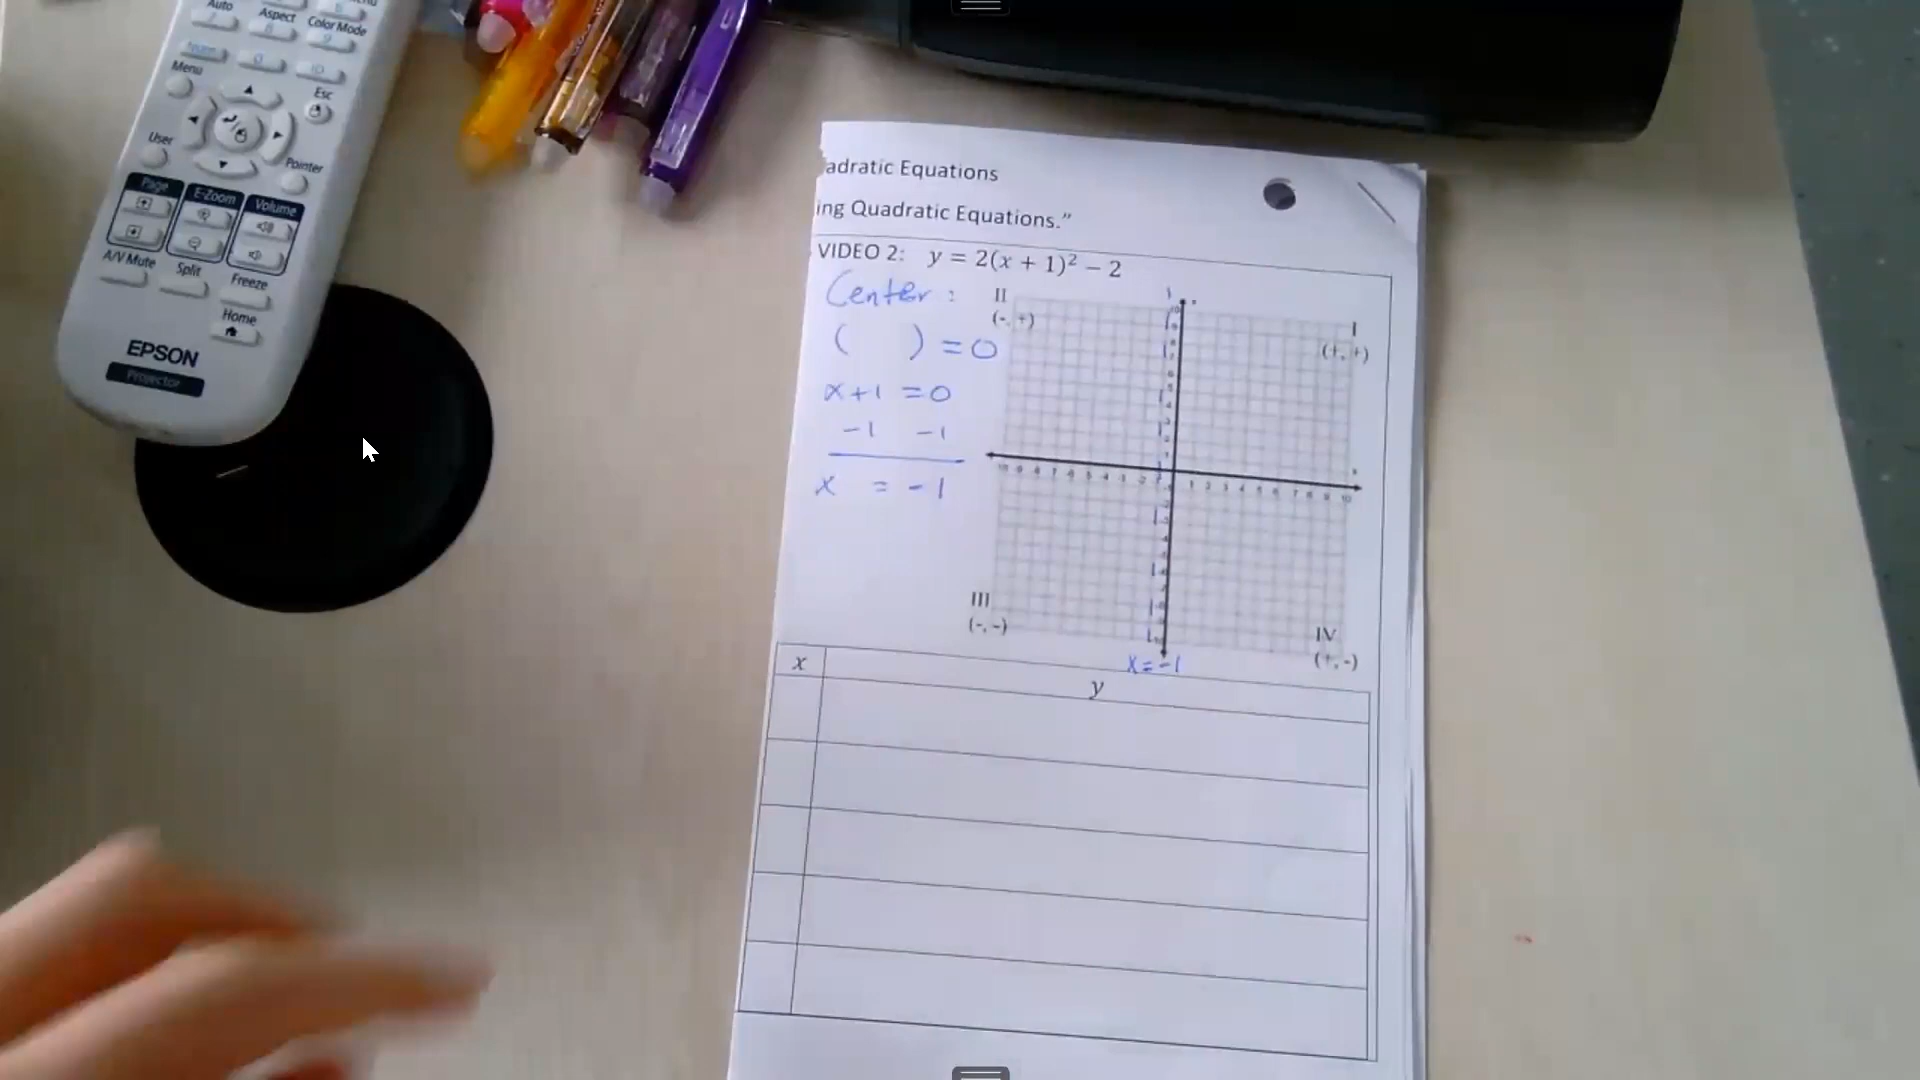 Auto
Aspect
Color Mode
Num
Menu
Esc
User
Pointer
Page
E-Zoom
Volume
A/V Mute
Split
Freeze
Home
EPSON
Projector
adratic Equations
ing Quadratic Equations."
VIDEO 2: y = 2(x + 1)² − 2
Center :
( ) = 0
x+1 = 0
-1 -1
x = -1
II
(-, +)
I
(+, +)
III
(-, -)
IV
(+, -)
x = -1
x
y